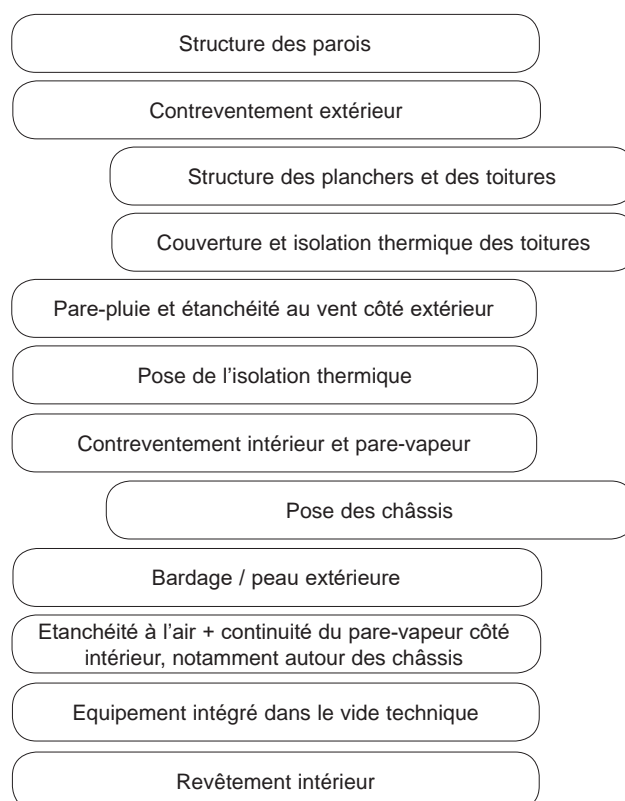 Structure des parois
Contreventement extérieur
Structure des planchers et des toitures
Couverture et isolation thermique des toitures
Pare-pluie et étanchéité au vent côté extérieur
Pose de l’isolation thermique
Contreventement intérieur et pare-vapeur
Pose des châssis
Bardage / peau extérieure
Etanchéité à l’air + continuité du pare-vapeur côté
intérieur, notamment autour des châssis
Equipement intégré dans le vide technique
Revêtement intérieur